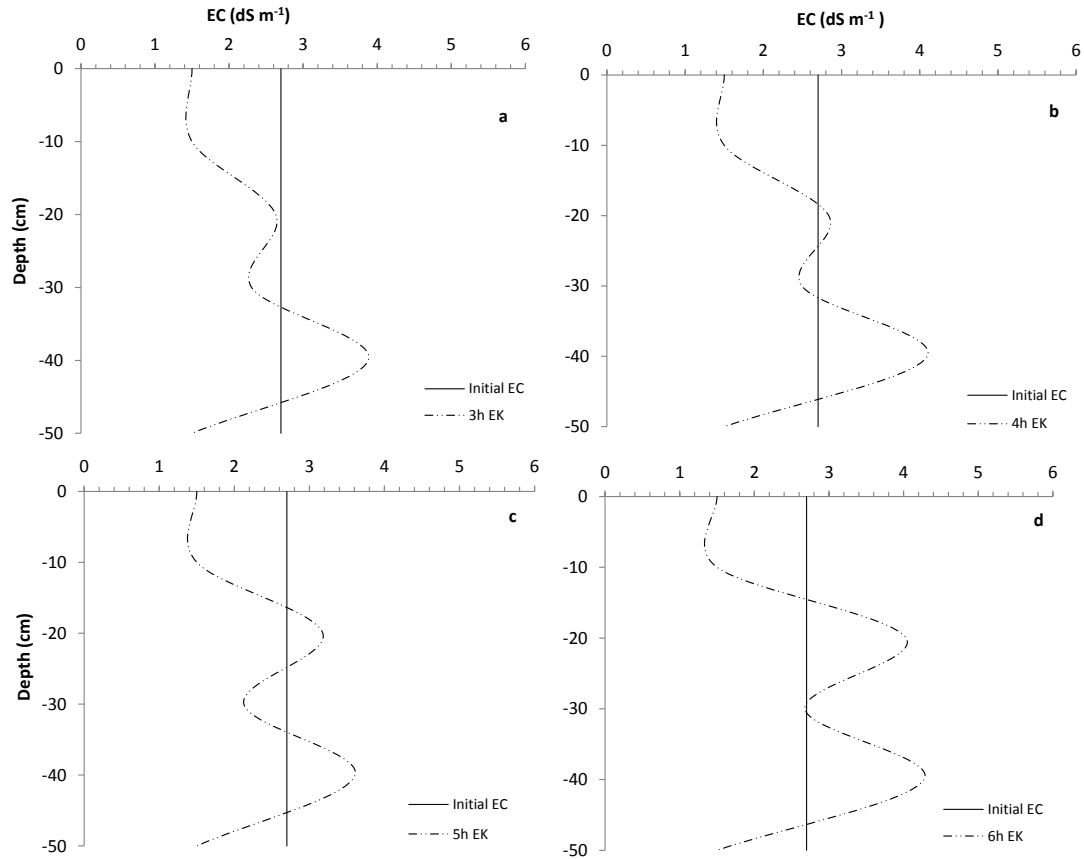 EC (dS m⁻¹)
0 1 2 3 4 5 6
0
-10
-20
-30
-40
-50
Depth (cm)
a
Initial EC
3h EK
EC (dS m⁻¹ )
0 1 2 3 4 5 6
0
-10
-20
-30
-40
-50
b
Initial EC
4h EK
0 1 2 3 4 5 6
0
-10
-20
-30
-40
-50
Depth (cm)
c
Initial EC
5h EK
0 1 2 3 4 5 6
0
-10
-20
-30
-40
-50
d
Initial EC
6h EK